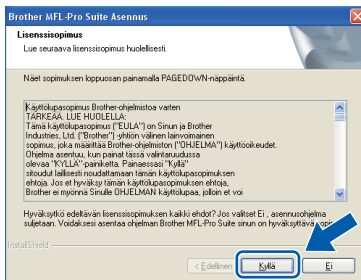 Brother MFL-Pro Suite Asennus
Lisenssisopimus
Lue seuraava lisenssisopimus huolellisesti.
Näet sopimuksen loppuosan painamalla PAGEDOWN-näppäintä.
Käyttölupasopimus Brother-ohjelmistoa varten
TÄRKEÄÄ. LUE HUOLELLA:
Tämä käyttölupasopimus ("EULA") on Sinun ja Brother
Industries, Ltd. ("Brother") -yhtiön välinen lainvoimainen
sopimus, joka määrittää Brother-ohjelmiston ("OHJELMA") käyttöoikeudet.
Ohjelma asentuu, kun painat tässä valintaruudussa
olevaa "KYLLÄ"-painiketta. Painaessasi "KYLLÄ"
sitoudut laillisesti noudattamaan tämän käyttölupasopimuksen
ehtoja. Jos et hyväksy tämän käyttölupasopimuksen ehtoja,
Brother ei myönnä Sinulle OHJELMAN käyttölupaa, jolloin et voi
Hyväksytkö edeltävän lisenssisopimuksen kaikki ehdot? Jos valitset Ei , asennusohjelma
suljetaan. Voidaksesi asentaa ohjelman Brother MFL-Pro Suite sinun on hyväksyttävä
InstallShield
< Edellinen Kyllä Ei